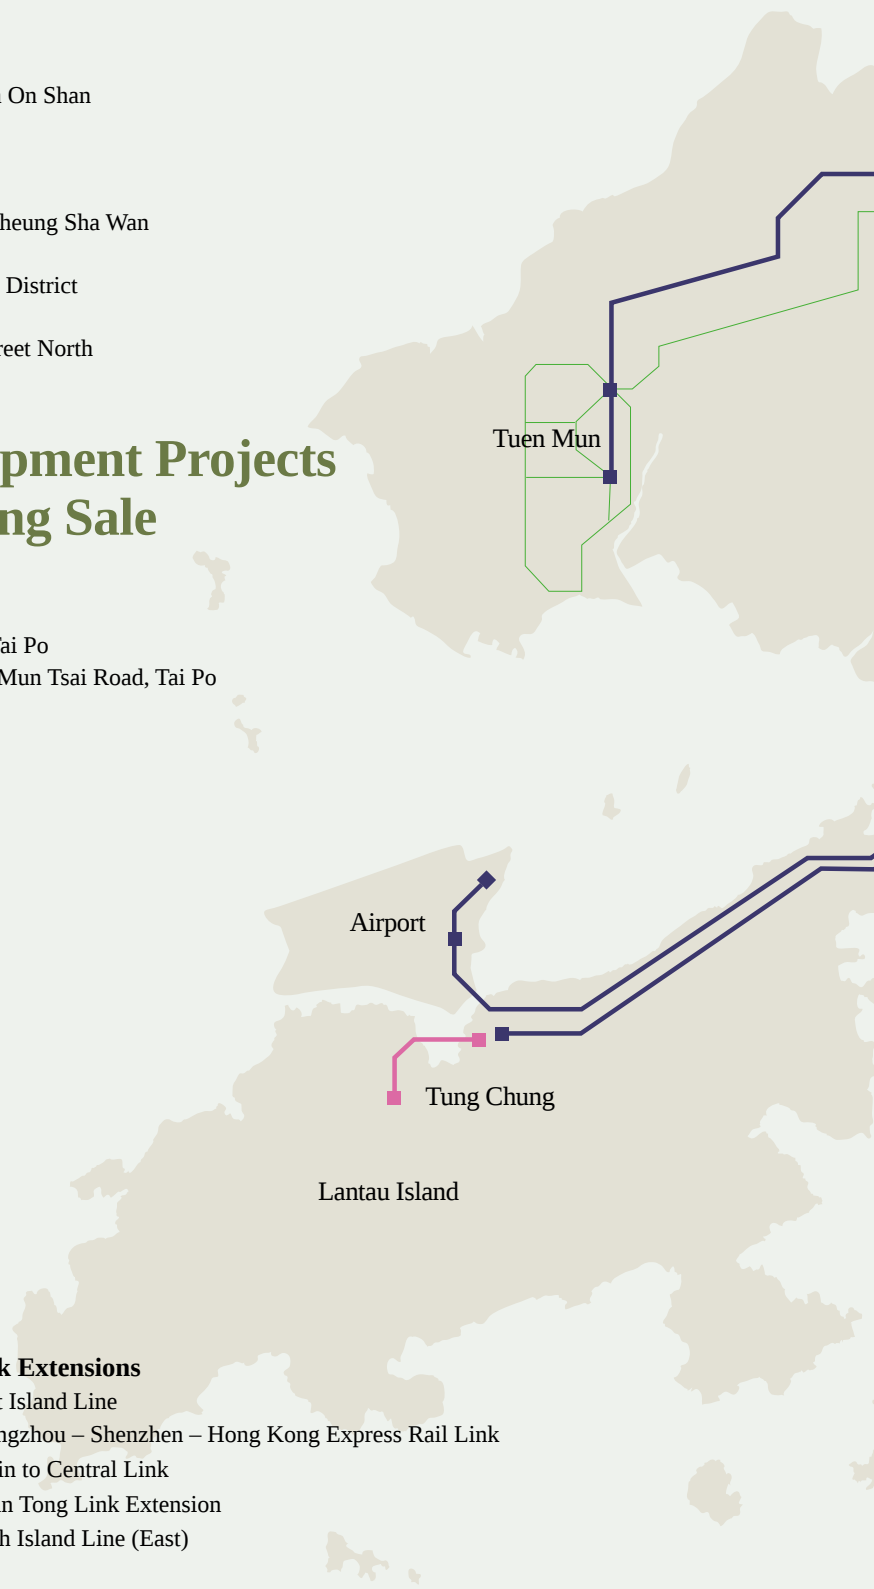 On Shan
heung Sha Wan
District
reet North
pment Projects
ng Sale
Tuen Mun
ai Po
Mun Tsai Road, Tai Po
Airport
Tung Chung
Lantau Island
k Extensions
t Island Line
ngzhou – Shenzhen – Hong Kong Express Rail Link
in to Central Link
n Tong Link Extension
h Island Line (East)